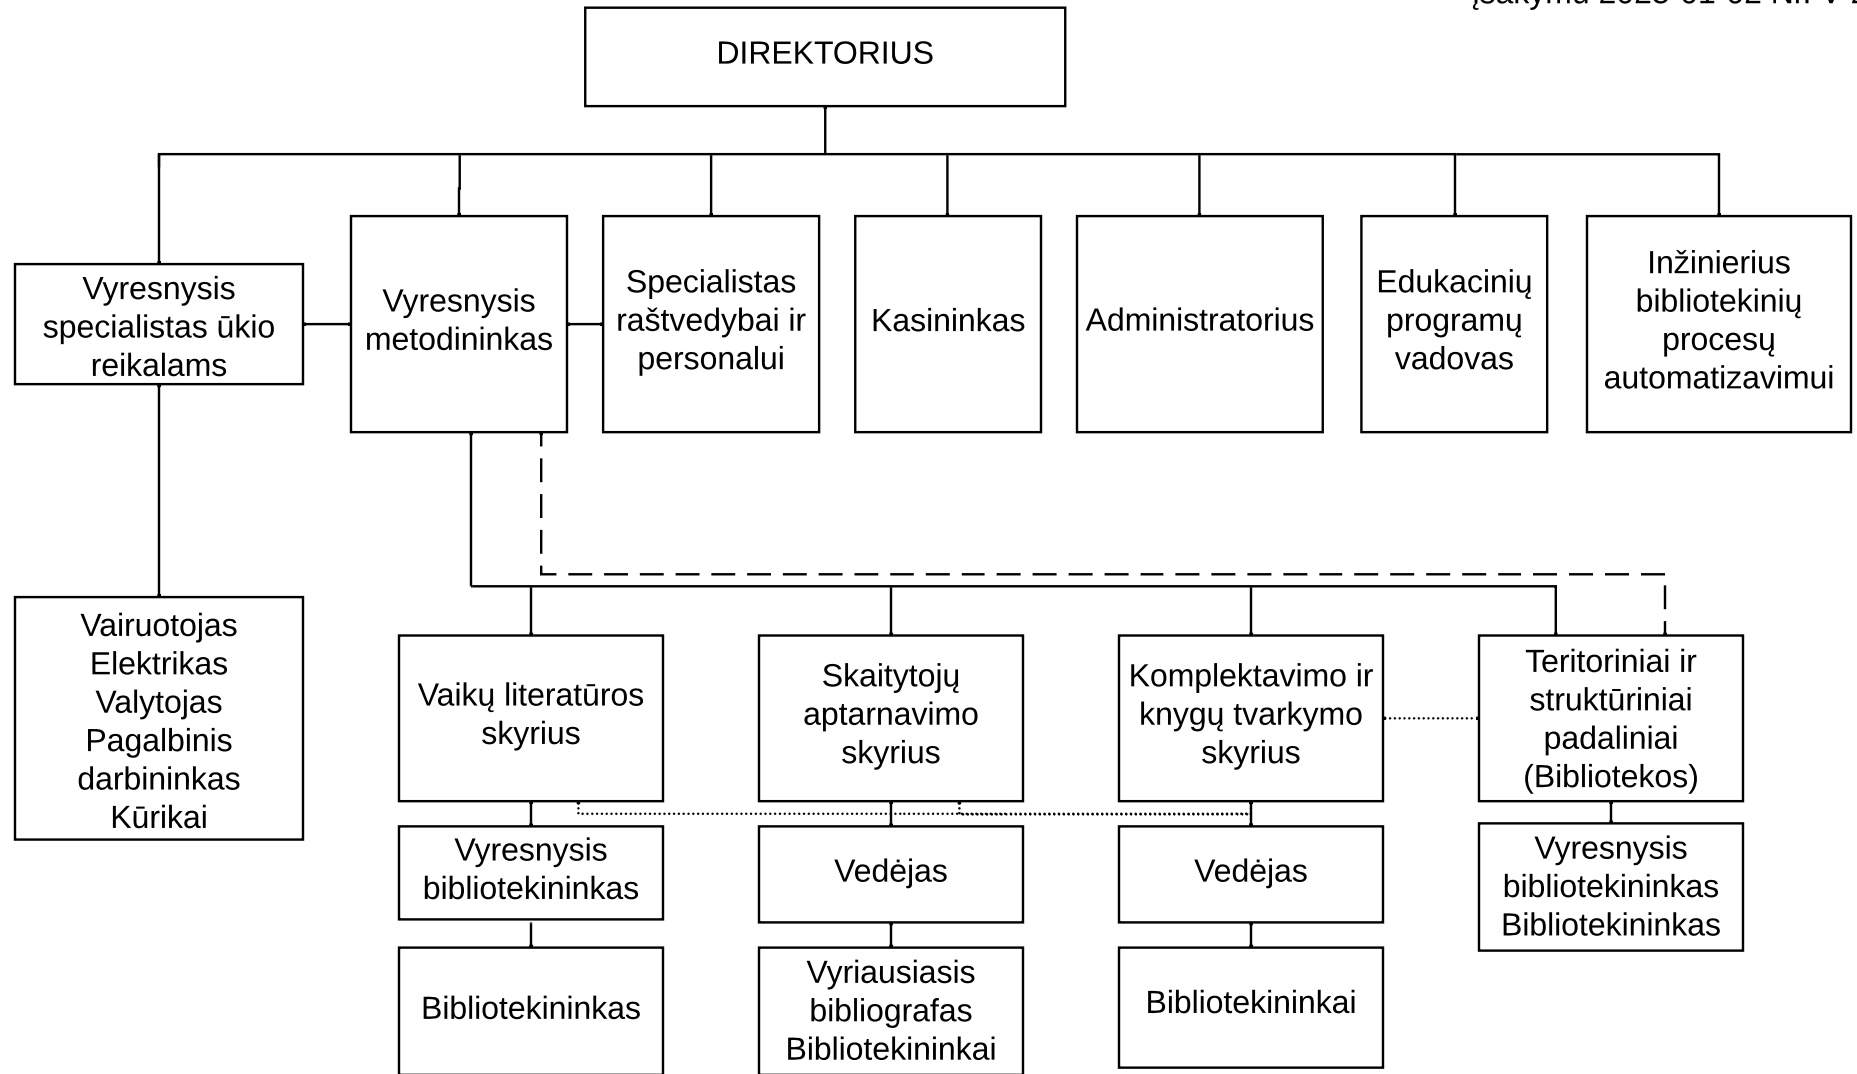 DIREKTORIUS
Vyresnysis
specialistas ūkio
reikalams
Vyresnysis
metodininkas
Specialistas
raštvedybai ir
personalui
Kasininkas
Administratorius
Edukacinių
programų
vadovas
Inžinierius
bibliotekinių
procesų
automatizavimui
Vairuotojas
Elektrikas
Valytojas
Pagalbinis
darbininkas
Kūrikai
Vaikų literatūros
skyrius
Skaitytojų
aptarnavimo
skyrius
Komplektavimo ir
knygų tvarkymo
skyrius
Teritoriniai ir
struktūriniai
padaliniai
(Bibliotekos)
Vyresnysis
bibliotekininkas
Vedėjas
Vedėjas
Vyresnysis
bibliotekininkas
Bibliotekininkas
Bibliotekininkas
Vyriausiasis
bibliografas
Bibliotekininkai
Bibliotekininkai